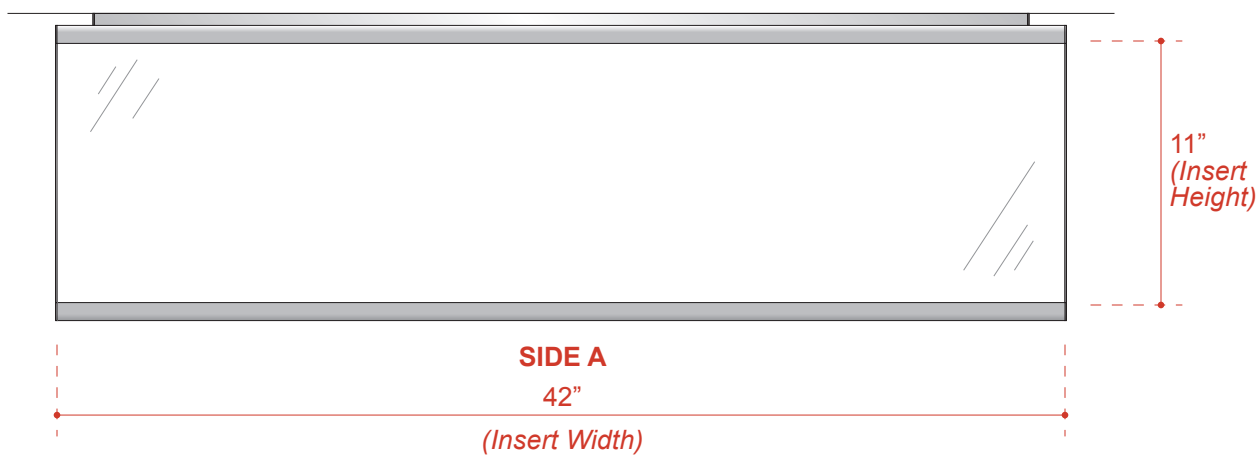 11”
(Insert
Height)
SIDE A
42”
(Insert Width)